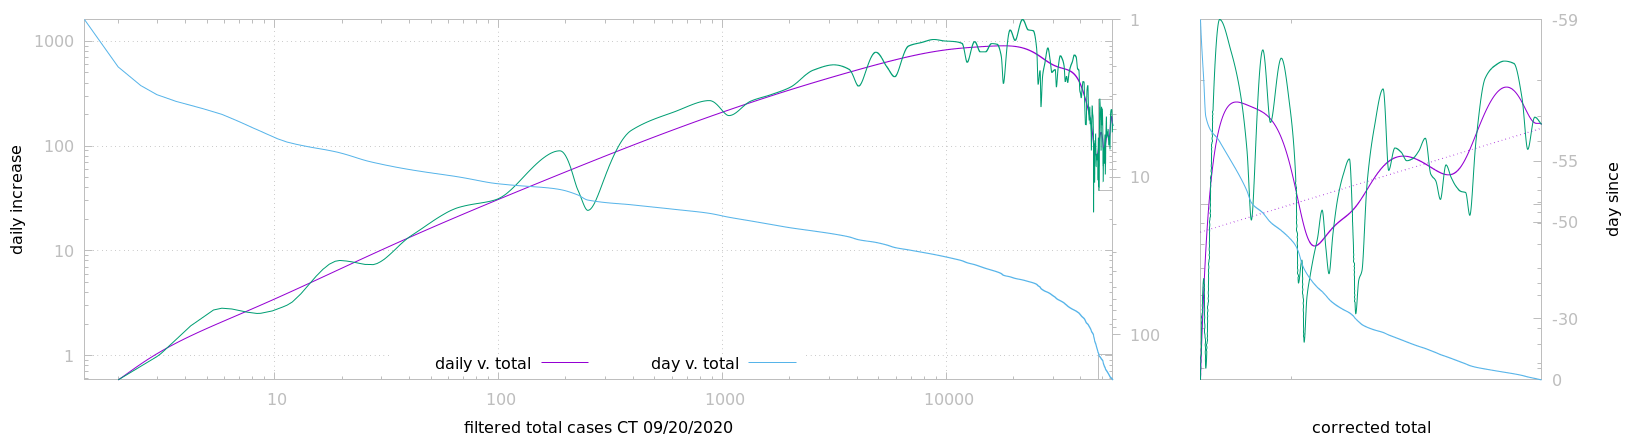 1000
100
10
1
daily increase
10
100
1000
10000
filtered total cases CT 09/20/2020
daily v. total
day v. total
1
10
100
-59
-55
-50
-30
0
day since
corrected total